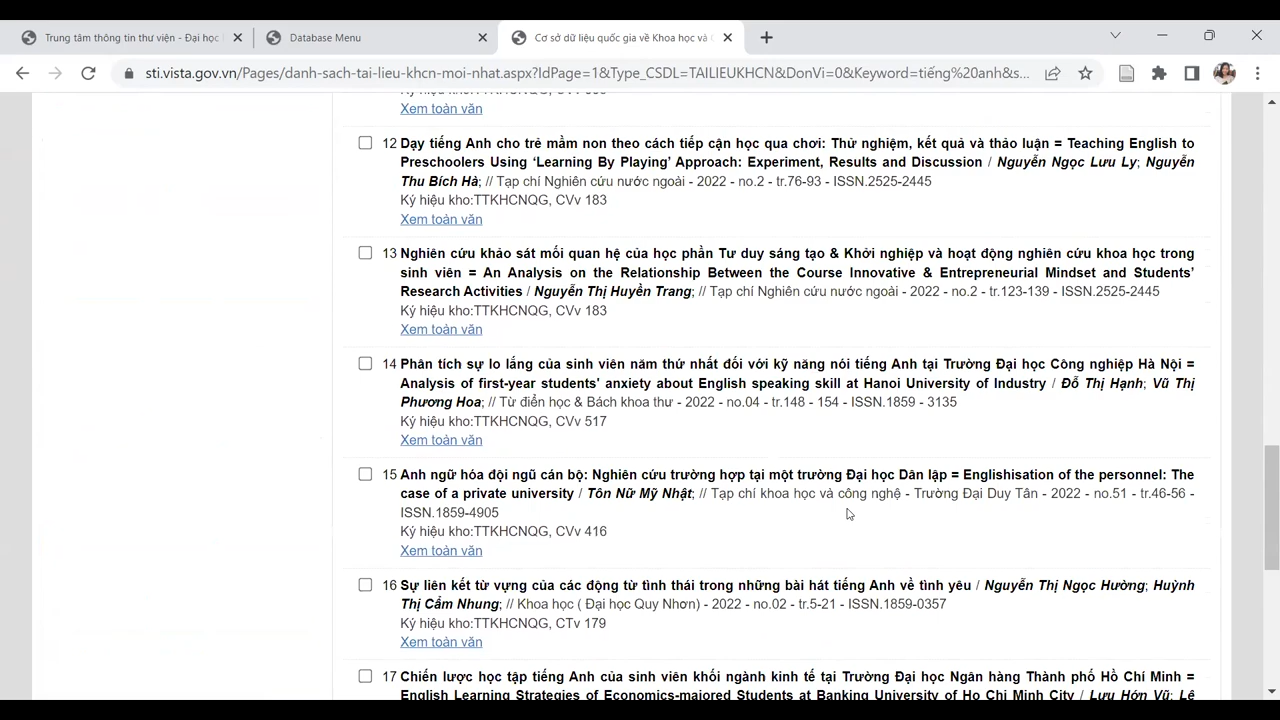 Trung tâm thông tin thư viện - Đại học
Database Menu
Cơ sở dữ liệu quốc gia về Khoa học và
sti.vista.gov.vn/Pages/danh-sach-tai-lieu-khcn-moi-nhat.aspx?IdPage=1&Type_CSDL=TAILIEUKHCN&DonVi=0&Keyword=tiếng%20anh&s...
Xem toàn văn
12 Dạy tiếng Anh cho trẻ mầm non theo cách tiếp cận học qua chơi: Thử nghiệm, kết quả và thảo luận = Teaching English to
Preschoolers Using ‘Learning By Playing’ Approach: Experiment, Results and Discussion / Nguyễn Ngọc Lưu Ly; Nguyễn
Thu Bích Hà; // Tạp chí Nghiên cứu nước ngoài - 2022 - no.2 - tr.76-93 - ISSN.2525-2445
Ký hiệu kho:TTKHCNQG, CVv 183
Xem toàn văn
13 Nghiên cứu khảo sát mối quan hệ của học phần Tư duy sáng tạo & Khởi nghiệp và hoạt động nghiên cứu khoa học trong
sinh viên = An Analysis on the Relationship Between the Course Innovative & Entrepreneurial Mindset and Students’
Research Activities / Nguyễn Thị Huyền Trang; // Tạp chí Nghiên cứu nước ngoài - 2022 - no.2 - tr.123-139 - ISSN.2525-2445
Ký hiệu kho:TTKHCNQG, CVv 183
Xem toàn văn
14 Phân tích sự lo lắng của sinh viên năm thứ nhất đối với kỹ năng nói tiếng Anh tại Trường Đại học Công nghiệp Hà Nội =
Analysis of first-year students' anxiety about English speaking skill at Hanoi University of Industry / Đỗ Thị Hạnh; Vũ Thị
Phương Hoa; // Từ điển học & Bách khoa thư - 2022 - no.04 - tr.148 - 154 - ISSN.1859 - 3135
Ký hiệu kho:TTKHCNQG, CVv 517
Xem toàn văn
15 Anh ngữ hóa đội ngũ cán bộ: Nghiên cứu trường hợp tại một trường Đại học Dân lập = Englishisation of the personnel: The
case of a private university / Tôn Nữ Mỹ Nhật; // Tạp chí khoa học và công nghệ - Trường Đại Duy Tân - 2022 - no.51 - tr.46-56 -
ISSN.1859-4905
Ký hiệu kho:TTKHCNQG, CVv 416
Xem toàn văn
16 Sự liên kết từ vựng của các động từ tình thái trong những bài hát tiếng Anh về tình yêu / Nguyễn Thị Ngọc Hường; Huỳnh
Thị Cẩm Nhung; // Khoa học ( Đại học Quy Nhơn) - 2022 - no.02 - tr.5-21 - ISSN.1859-0357
Ký hiệu kho:TTKHCNQG, CTv 179
Xem toàn văn
17 Chiến lược học tập tiếng Anh của sinh viên khối ngành kinh tế tại Trường Đại học Ngân hàng Thành phố Hồ Chí Minh =
English Learning Strategies of Economics-majored Students at Banking University of Ho Chi Minh City / Lưu Hớn Vũ; Lê